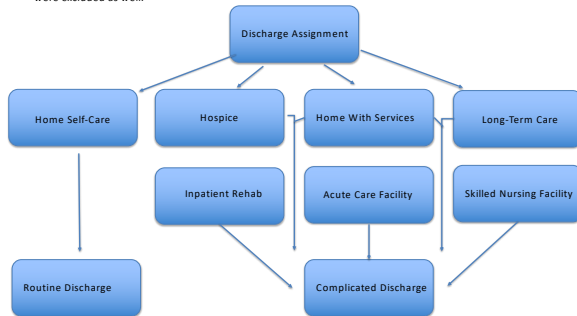 Discharge Assignment
Home Self-Care
Hospice
Home With Services
Long-Term Care
Inpatient Rehab
Acute Care Facility
Skilled Nursing Facility
Routine Discharge
Complicated Discharge